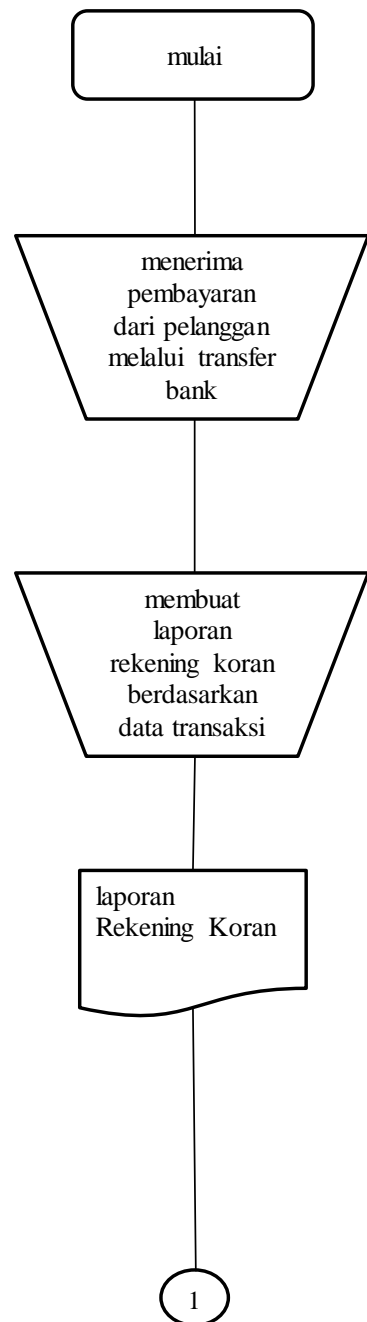 mulai
menerima
pembayaran
dari pelanggan
melalui transfer
bank
membuat
laporan
rekening koran
berdasarkan
data transaksi
laporan
Rekening Koran
1